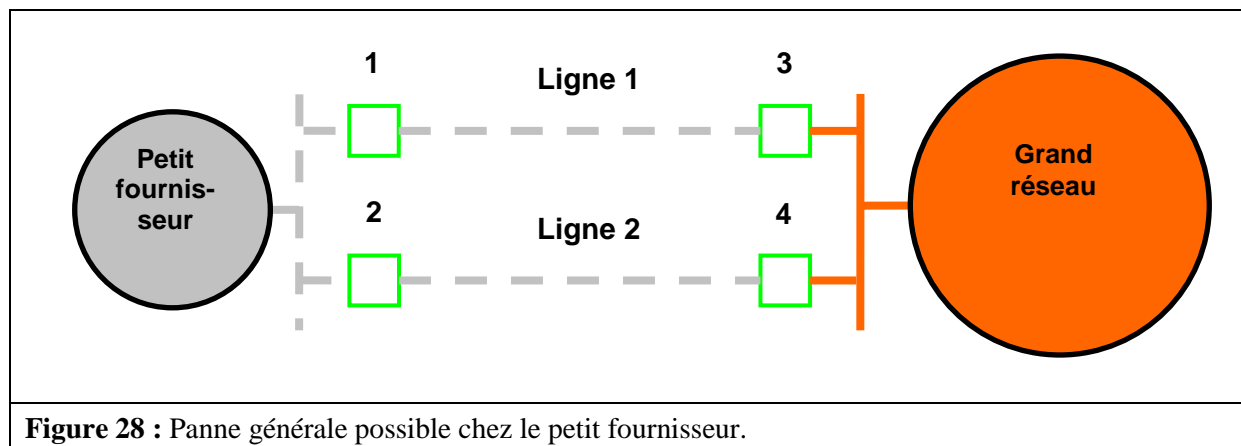 1
Ligne 1
3
Petit
fournis-
seur
Grand
réseau
2
Ligne 2
4
Figure 28 : Panne générale possible chez le petit fournisseur.